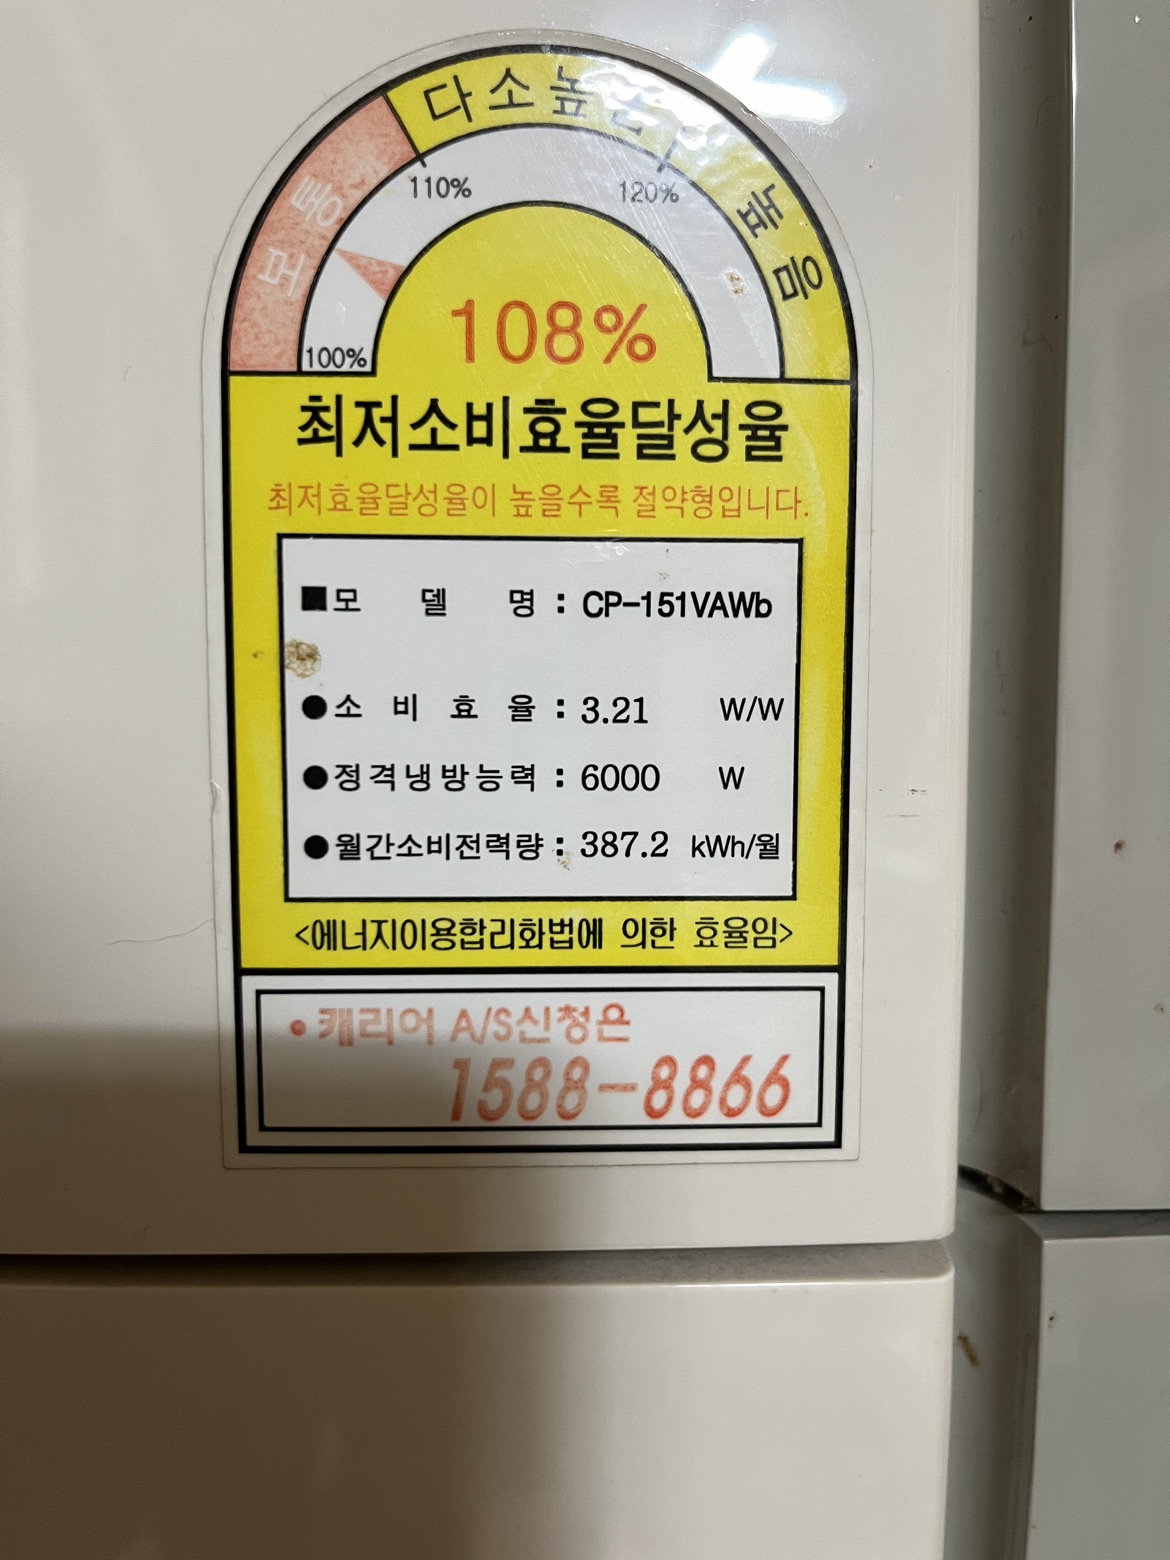 보통
다소높음
높음
110%
120%
100%
108%
최저소비효율달성율
최저효율달성율이 높을수록 절약형입니다.
■모 델 명 : CP-151VAWb
●소 비 효 율 : 3.21 W/W
●정격냉방능력 : 6000 W
●월간소비전력량 : 387.2 kWh/월
<에너지이용합리화법에 의한 효율임>
• 캐리어 A/S신청은
1588-8866